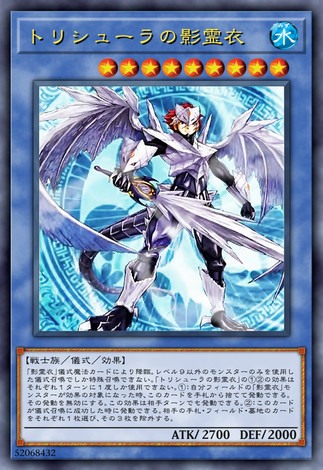 トリシューラの影霊衣
水
【戦士族／儀式／効果】
「影霊衣」儀式魔法カードにより降臨。レベル９以外のモンスターのみを使用した儀式召喚でしか特殊召喚できない。「トリシューラの影霊衣」の①②の効果はそれぞれ１ターンに１度しか使用できない。①：自分フィールドの「影霊衣」モンスターが効果の対象になった時、このカードを手札から捨てて発動できる。その発動を無効にする。この効果は相手ターンでも発動できる。②：このカードが儀式召喚に成功した時に発動できる。相手の手札・フィールド・墓地のカードをそれぞれ１枚選び、その３枚を除外する。
ATK/ 2700 DEF/2000
52068432